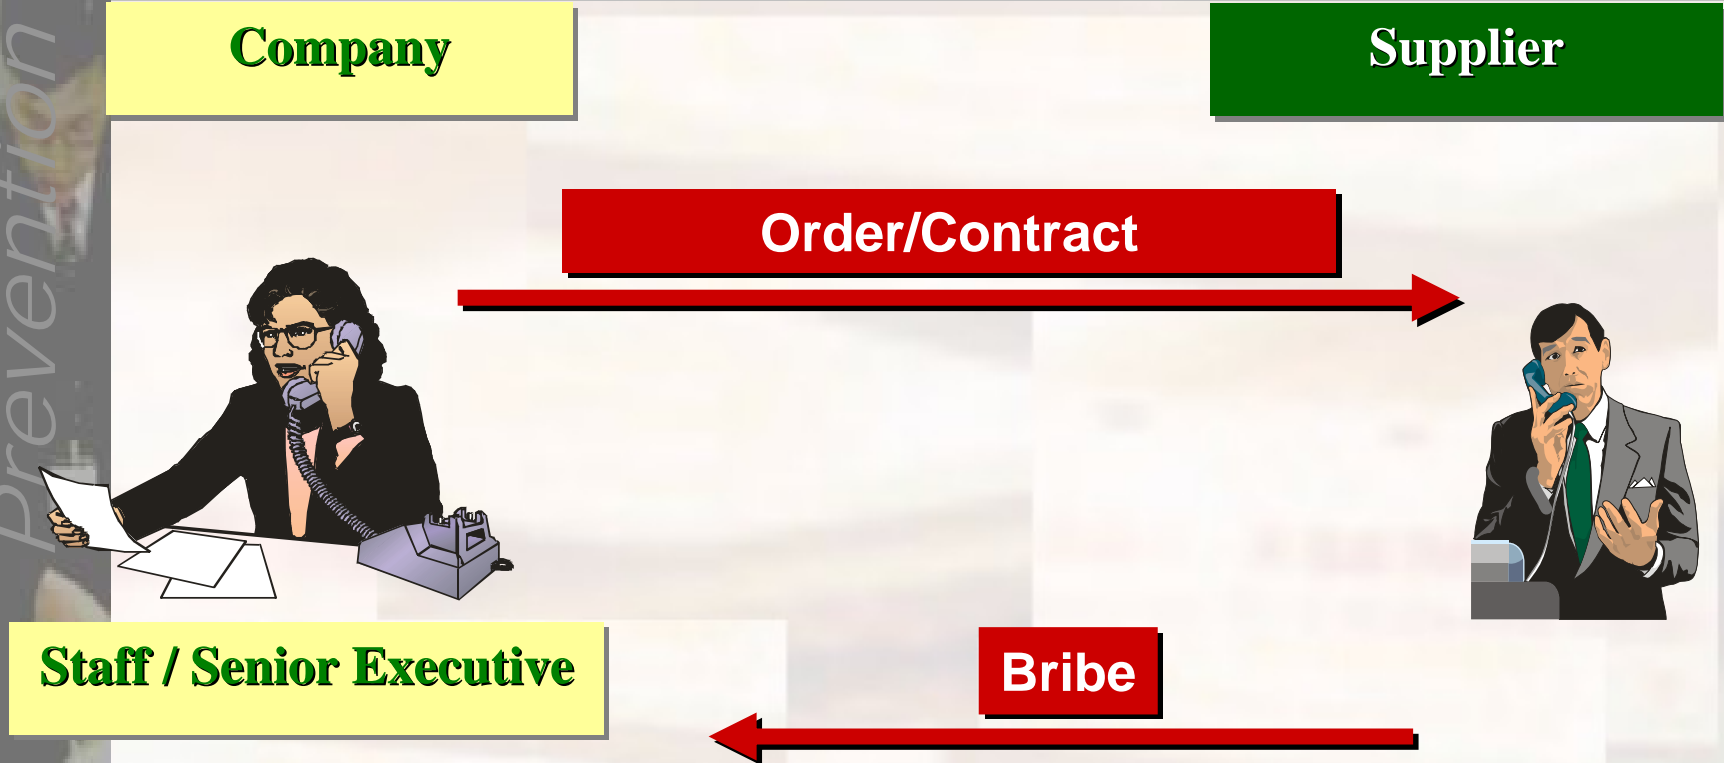 Company
Supplier
Order/Contract
Prevention
Staff / Senior Executive
Bribe